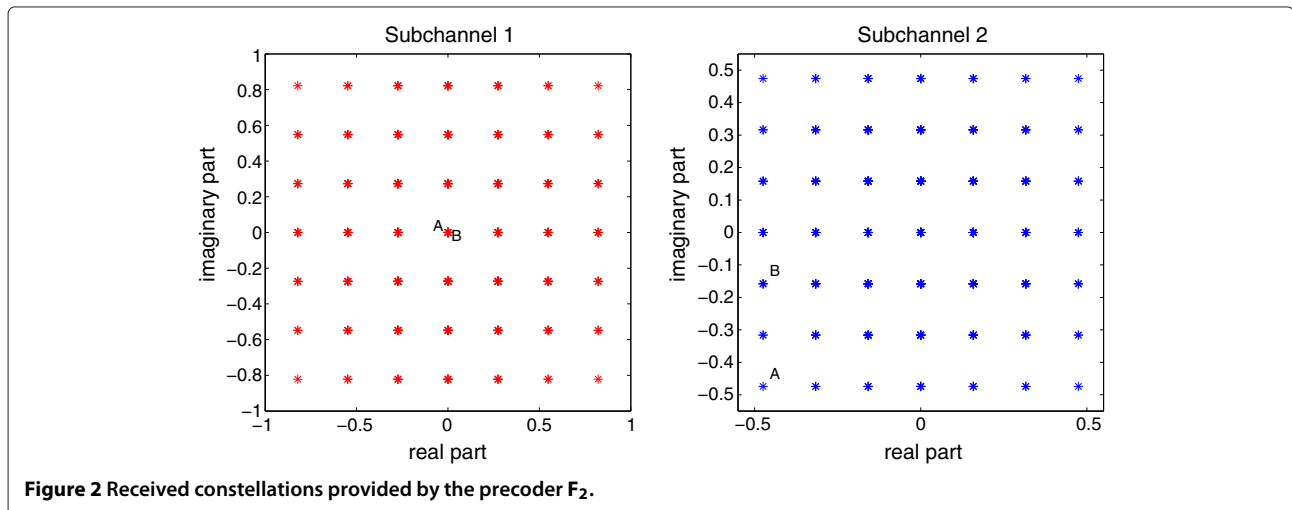 Subchannel 1
1
0.8
0.6
0.4
0.2
0
−0.2
−0.4
−0.6
−0.8
−1
−1
−0.5
0
0.5
1
imaginary part
real part
A
B
Subchannel 2
0.5
0.4
0.3
0.2
0.1
0
−0.1
−0.2
−0.3
−0.4
−0.5
−0.5
0
0.5
imaginary part
real part
B
A
Figure 2 Received constellations provided by the precoder F2.